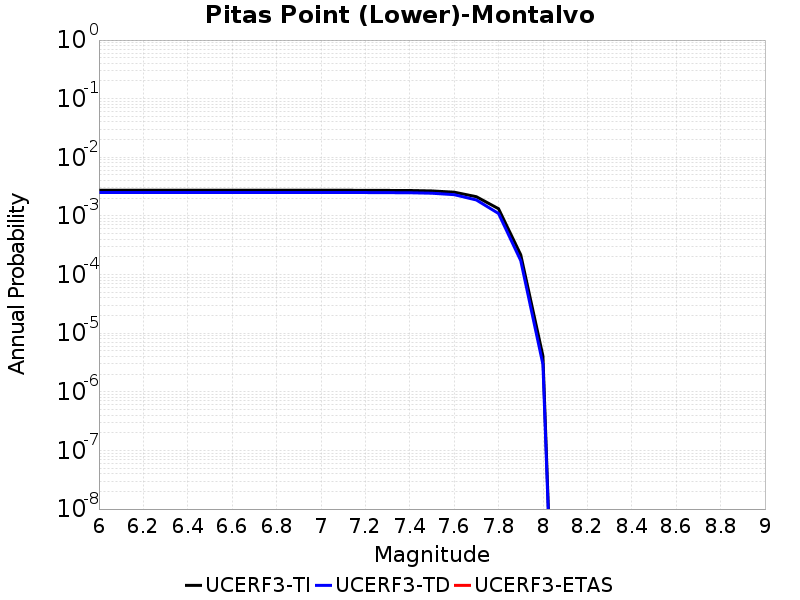 Pitas Point (Lower)-Montalvo
10^0
10^-1
10^-2
10^-3
10^-4
10^-5
10^-6
10^-7
10^-8
Annual Probability
6 6.2 6.4 6.6 6.8 7 7.2 7.4 7.6 7.8 8 8.2 8.4 8.6 8.8 9
Magnitude
UCERF3-TI UCERF3-TD UCERF3-ETAS